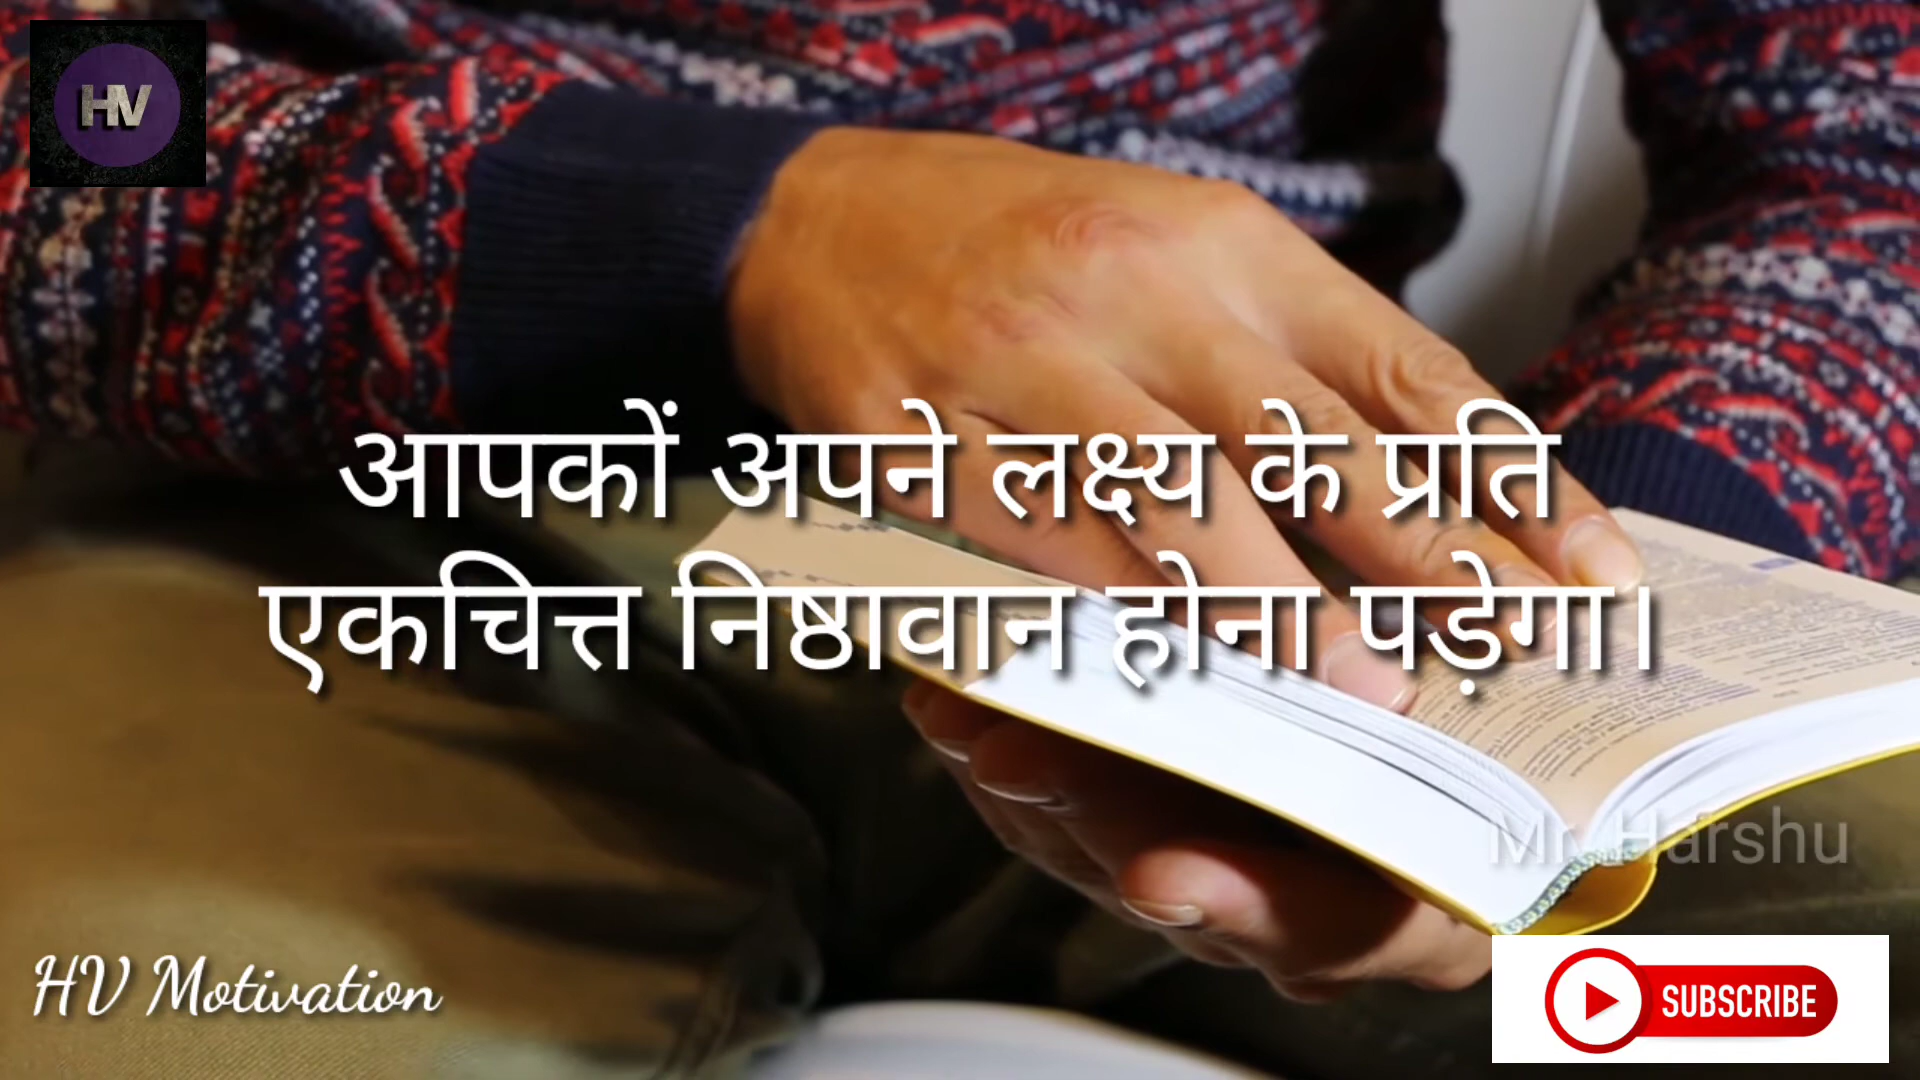 HV
आपकों अपने लक्ष्य के प्रति
एकचित्त निष्ठावान होना पड़ेगा।
Mr. Harshu
HV Motivation
SUBSCRIBE